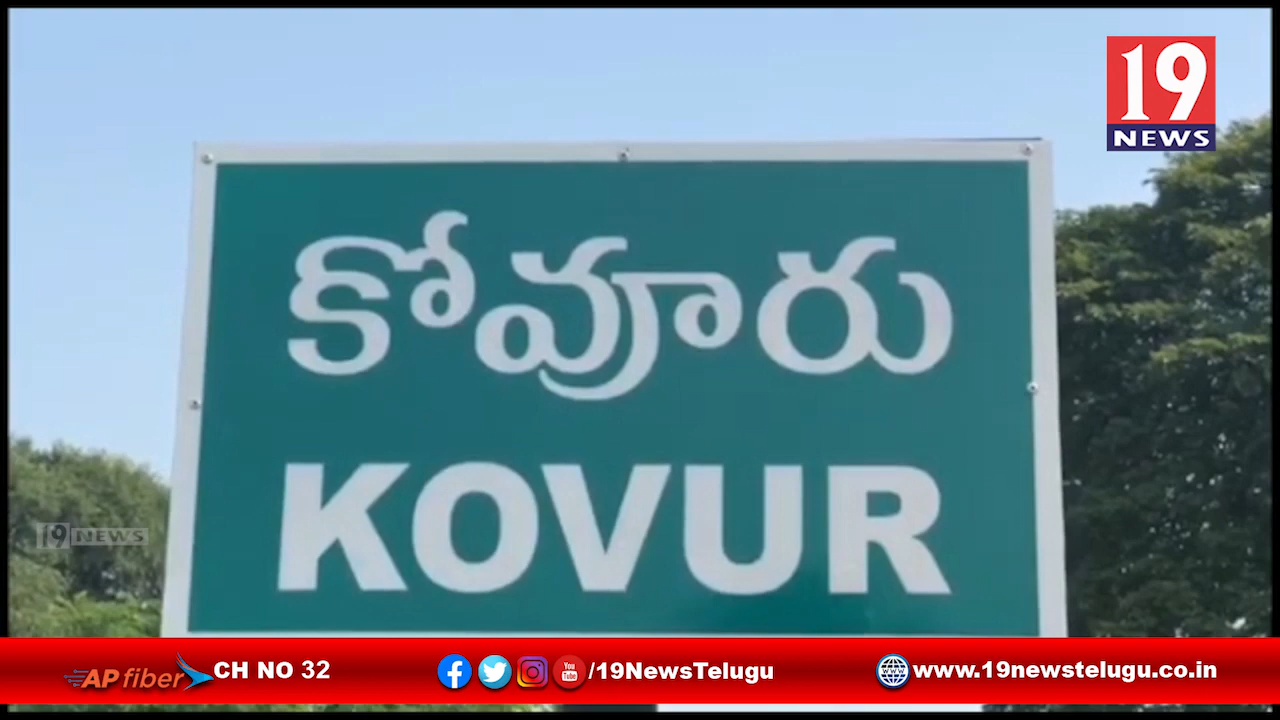 19
NEWS
కోవూరు
KOVUR
19 NEWS
AP fiber CH NO 32
/19NewsTelugu
www.19newstelugu.co.in